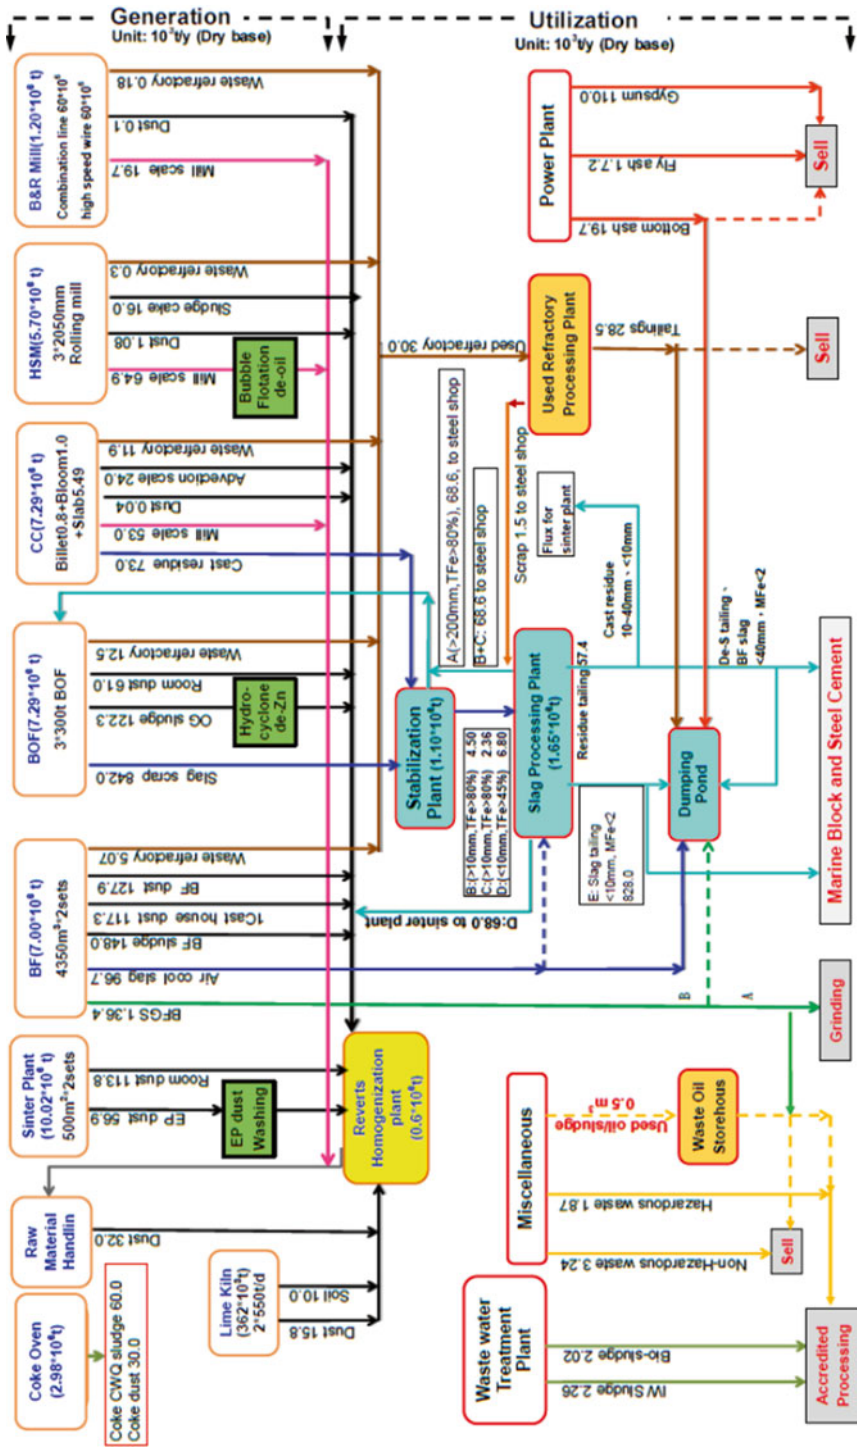 Generation
Unit: 10³t/y (Dry base)
Utilization
Unit: 10³t/y (Dry base)
B&R Mill(1.20*10⁶ t)
Combination line 60*10⁶
high speed wire 60*10⁶
Waste refractory 0.18
Dust 0.1
Mill scale 19.7
HSM(5.70*10⁶ t)
3*2050mm
Rolling mill
Waste refractory 0.3
Sludge cake 16.0
Dust 1.08
Mill scale 64.9
Bubble
Flotation
de-oil
CC(7.29*10⁶ t)
Billet0.8+Bloom1.0
+Slab5.49
Waste refractory 11.9
Advection scale 24.0
Dust 0.04
Mill scale 53.0
Cast residue 73.0
BOF(7.29*10⁶ t)
3*300t BOF
Waste refractory 12.5
Room dust 61.0
OG sludge 122.3
Slag scrap 842.0
Hydro-
cyclone
de-Zn
BF(7.00*10⁶ t)
4350m³*2sets
Waste refractory 5.07
BF dust 127.9
1Cast house dust 117.3
BF sludge 148.0
Air cool slag 96.7
BFGS 1.36.4
Sinter Plant
(10.02*10⁶ t)
500m²*2sets
Room dust 113.8
EP dust 56.9
EP dust
Washing
Raw
Material
Handlin
Dust 32.0
Coke Oven
(2.98*10⁶t)
Coke CWQ sludge 60.0
Coke dust 30.0
Lime Kiln
(362*10⁶t)
2*550t/d
Soil 10.0
Dust 15.8
Reverts
Homogenization
plant
(0.6*10⁶t)
Used refractory 30.0
A(>200mm,TFe>80%), 68.6, to steel shop
B+C: 68.6 to steel shop
Scrap 1.5 to steel shop
Stabilization
Plant (1.10*10⁶t)
B:(>10mm,TFe>80%) 4.50
C:(>10mm,TFe>80%) 2.36
D:(<10mm,TFe>45%) 6.80
D:68.0 to sinter plant
Slag Processing Plant
(1.65*10⁶t)
Residue tailing 57.4
E: Slag tailing
<10mm, MFe<2
828.0
Flux for
sinter plant
Cast residue
10~40mm、<10mm
De-S tailing、
BF slag
<40mm，MFe<2
Used Refractory
Processing Plant
Tailings 28.5
Sell
Power Plant
Gypsum 110.0
Fly ash 1.7.2
Bottom ash 19.7
Sell
Dumping
Pond
Marine Block and Steel Cement
B
A
Grinding
Miscellaneous
Used oil/sludge
0.5 m³
Hazardous waste 1.87
Non-Hazardous waste 3.24
Waste Oil
Storehous
Sell
Waste water
Treatment
Plant
Bio-sludge 2.02
IW Sludge 2.26
Accredited
Processing